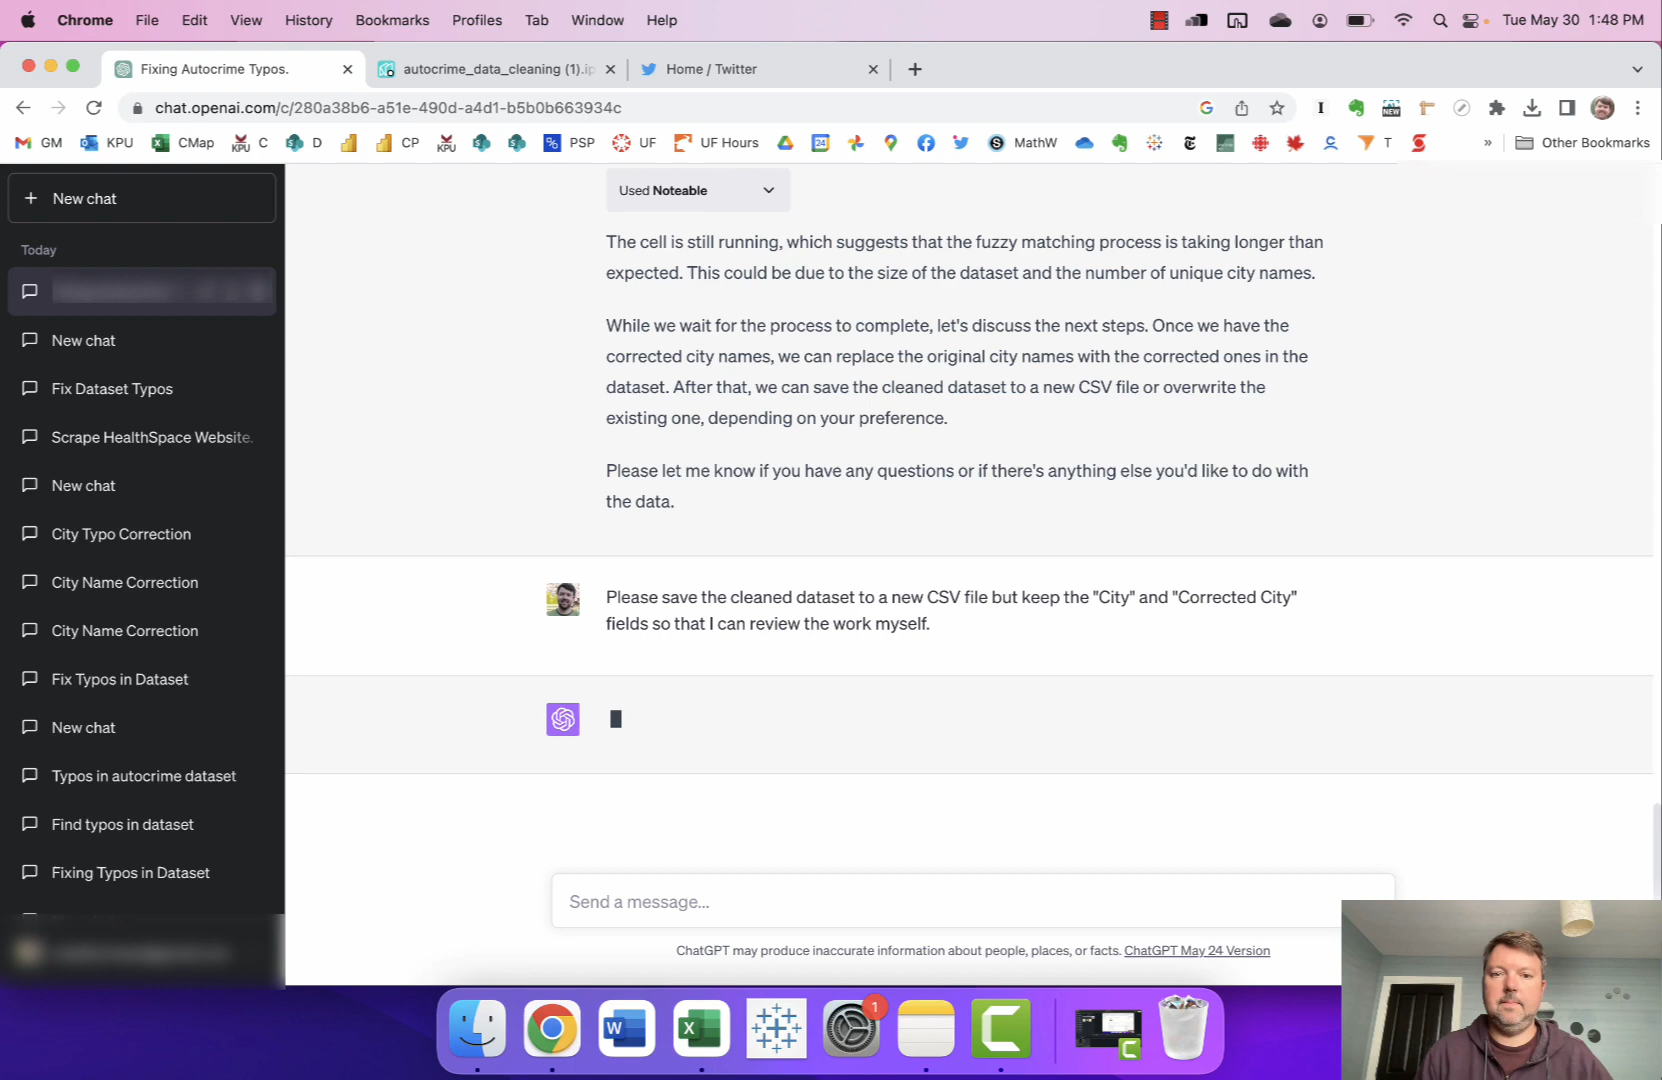 Chrome File Edit View History Bookmarks Profiles Tab Window Help Tue May 30 1:48 PM
Fixing Autocrime Typos. autocrime_data_cleaning (1).ip Home / Twitter
chat.openai.com/c/280a38b6-a51e-490d-a4d1-b5b0b663934c
GM KPU CMap C D CP PSP UF UF Hours MathW T » Other Bookmarks
New chat
Today
New chat
Fix Dataset Typos
Scrape HealthSpace Website.
New chat
City Typo Correction
City Name Correction
City Name Correction
Fix Typos in Dataset
New chat
Typos in autocrime dataset
Find typos in dataset
Fixing Typos in Dataset
Used Noteable
The cell is still running, which suggests that the fuzzy matching process is taking longer than
expected. This could be due to the size of the dataset and the number of unique city names.
While we wait for the process to complete, let's discuss the next steps. Once we have the
corrected city names, we can replace the original city names with the corrected ones in the
dataset. After that, we can save the cleaned dataset to a new CSV file or overwrite the
existing one, depending on your preference.
Please let me know if you have any questions or if there's anything else you'd like to do with
the data.
Please save the cleaned dataset to a new CSV file but keep the "City" and "Corrected City"
fields so that I can review the work myself.
Send a message...
ChatGPT may produce inaccurate information about people, places, or facts. ChatGPT May 24 Version
1